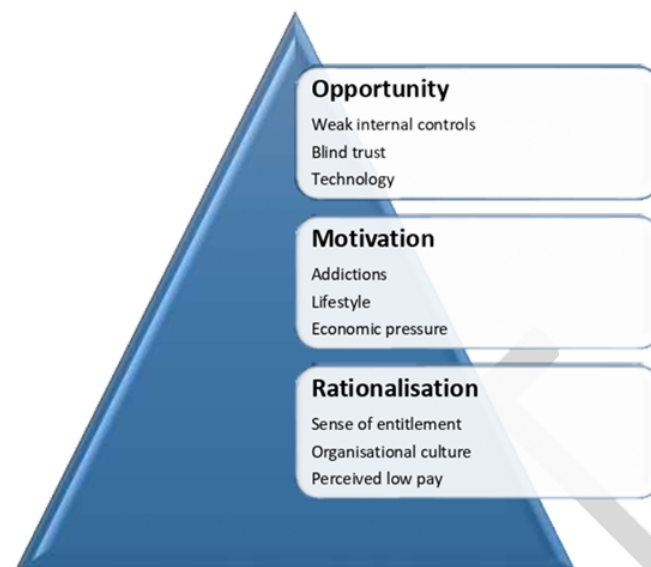 Opportunity
Weak internal controls
Blind trust
Technology
Motivation
Addictions
Lifestyle
Economic pressure
Rationalisation
Sense of entitlement
Organisational culture
Perceived low pay